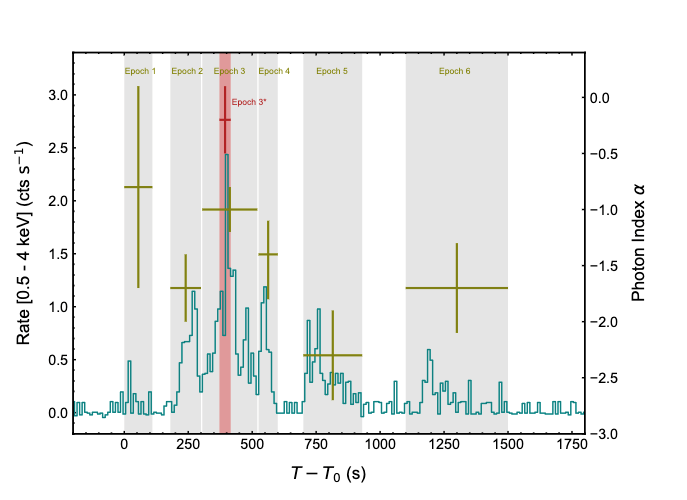 Epoch 1 Epoch 2 Epoch 3 Epoch 4 Epoch 5 Epoch 6
Epoch 3*
3.0
2.5
2.0
1.5
1.0
0.5
0.0
Rate [0.5 - 4 keV] (cts s⁻¹)
0.0
−0.5
−1.0
−1.5
−2.0
−2.5
−3.0
Photon Index α
0 250 500 750 1000 1250 1500 1750
T − T₀ (s)